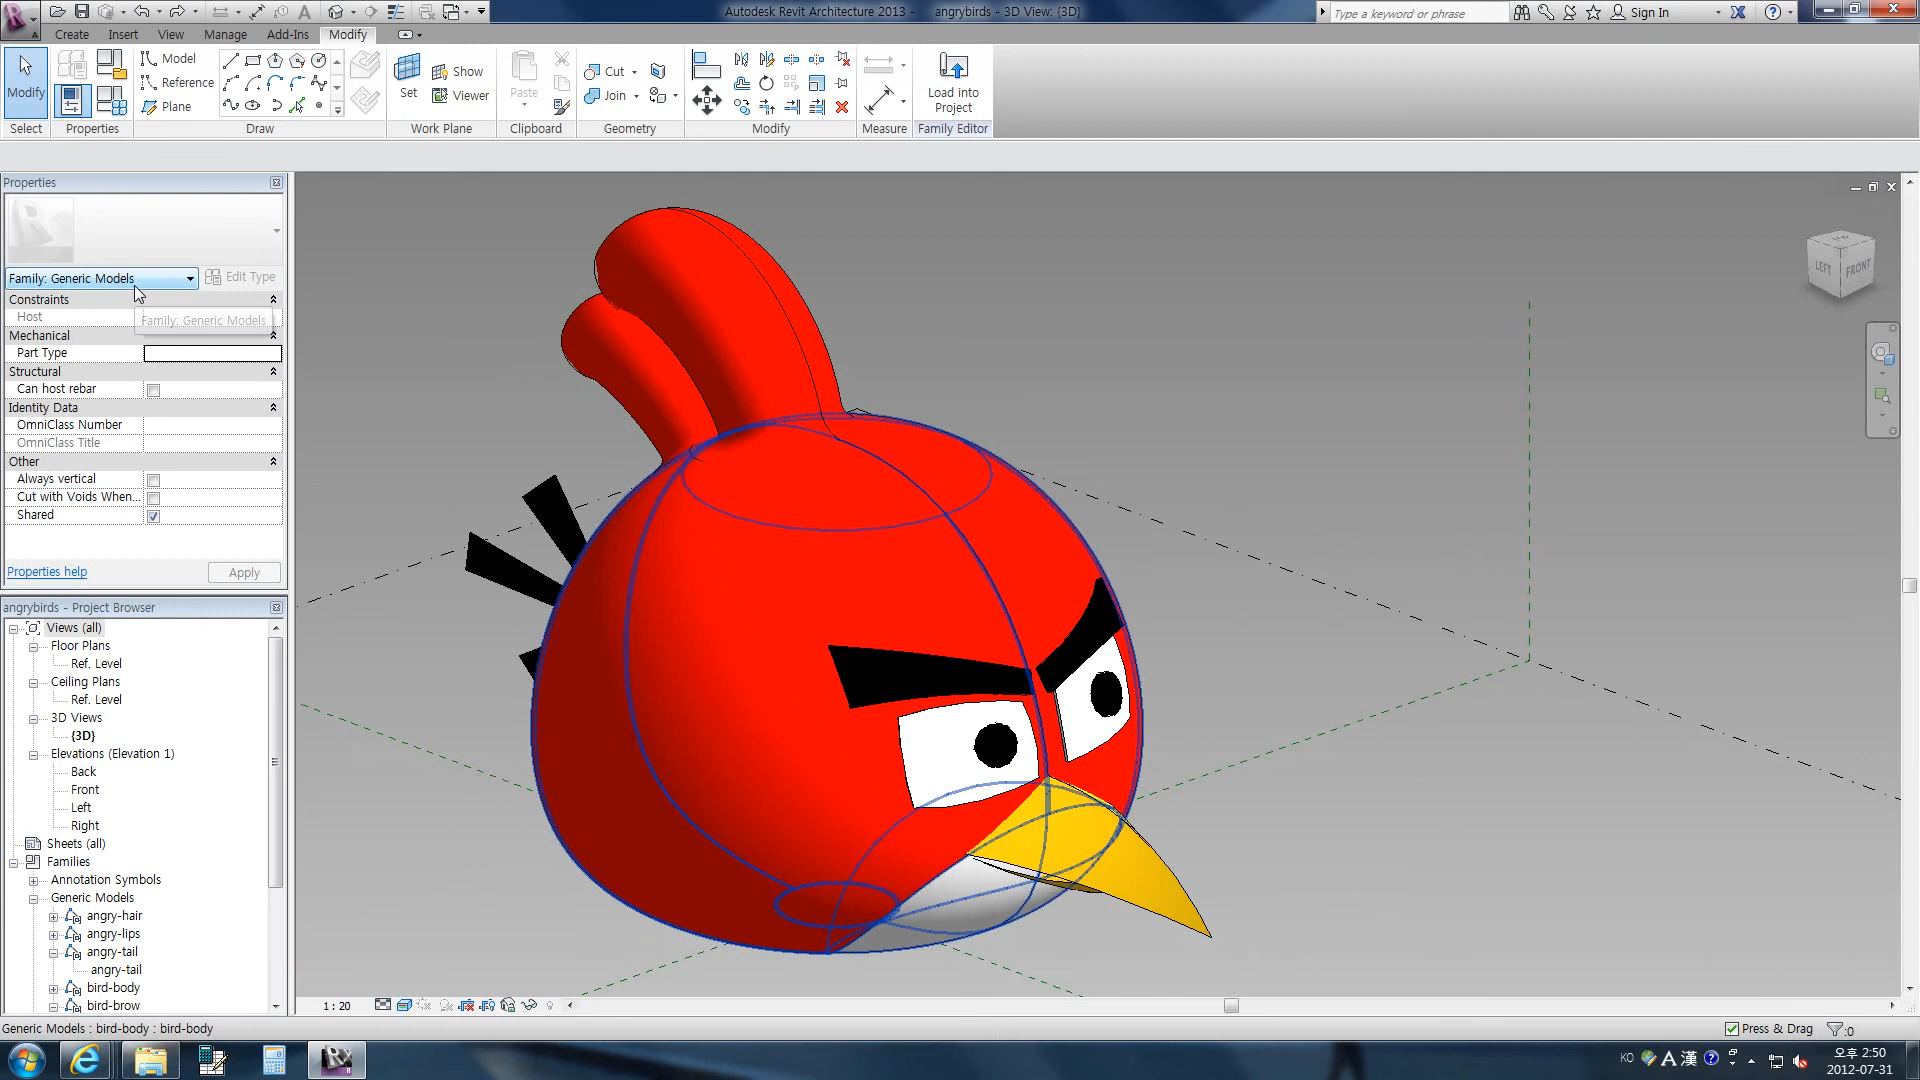 Autodesk Revit Architecture 2013 - angrybirds - 3D View: {3D}
Type a keyword or phrase
Sign In
Create Insert View Manage Add-Ins Modify
Modify
Model
Reference
Plane
Set
Show
Viewer
Paste
Cut
Join
Load into
Project
Select Properties Draw Work Plane Clipboard Geometry Modify Measure Family Editor
Properties
Family: Generic Models
Edit Type
Constraints
Host
Family: Generic Models
Mechanical
Part Type
Structural
Can host rebar
Identity Data
OmniClass Number
OmniClass Title
Other
Always vertical
Cut with Voids When...
Shared
Properties help
Apply
angrybirds - Project Browser
Views (all)
Floor Plans
Ref. Level
Ceiling Plans
Ref. Level
3D Views
{3D}
Elevations (Elevation 1)
Back
Front
Left
Right
Sheets (all)
Families
Annotation Symbols
Generic Models
angry-hair
angry-lips
angry-tail
angry-tail
bird-body
bird-brow
LEFT
FRONT
1 : 20
Generic Models : bird-body : bird-body
Press & Drag
:0
KO
A 漢
오후 2:50
2012-07-31